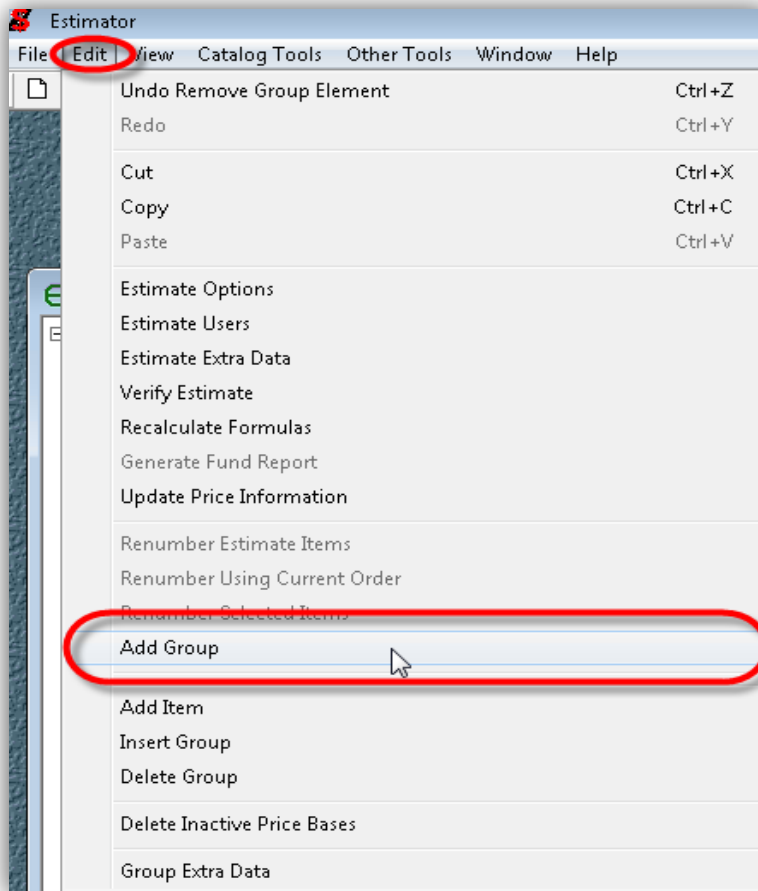 Estimator
File Edit View Catalog Tools Other Tools Window Help
Undo Remove Group Element Ctrl+Z
Redo Ctrl+Y
Cut Ctrl+X
Copy Ctrl+C
Paste Ctrl+V
Estimate Options
Estimate Users
Estimate Extra Data
Verify Estimate
Recalculate Formulas
Generate Fund Report
Update Price Information
Renumber Estimate Items
Renumber Using Current Order
Renumber Selected Items
Add Group
Add Item
Insert Group
Delete Group
Delete Inactive Price Bases
Group Extra Data